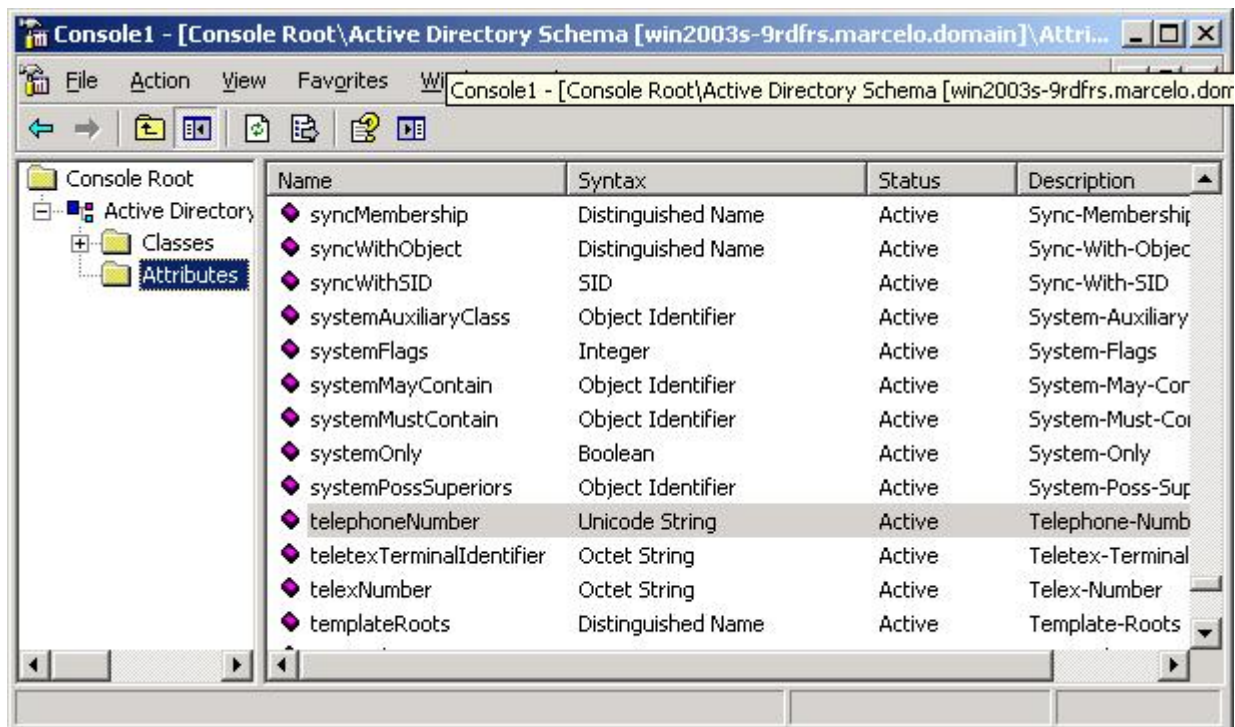 Console1 - [Console Root\Active Directory Schema [win2003s-9rdfrs.marcelo.domain]\Attri...
File Action View Favorites Wi
Console1 - [Console Root\Active Directory Schema [win2003s-9rdfrs.marcelo.dom
Console Root
Active Directory
Classes
Attributes
Name Syntax Status Description
syncMembership Distinguished Name Active Sync-Membership
syncWithObject Distinguished Name Active Sync-With-Objec
syncWithSID SID Active Sync-With-SID
systemAuxiliaryClass Object Identifier Active System-Auxiliary
systemFlags Integer Active System-Flags
systemMayContain Object Identifier Active System-May-Con
systemMustContain Object Identifier Active System-Must-Con
systemOnly Boolean Active System-Only
systemPossSuperiors Object Identifier Active System-Poss-Sup
telephoneNumber Unicode String Active Telephone-Numb
teletexTerminalIdentifier Octet String Active Teletex-Terminal
telexNumber Octet String Active Telex-Number
templateRoots Distinguished Name Active Template-Roots